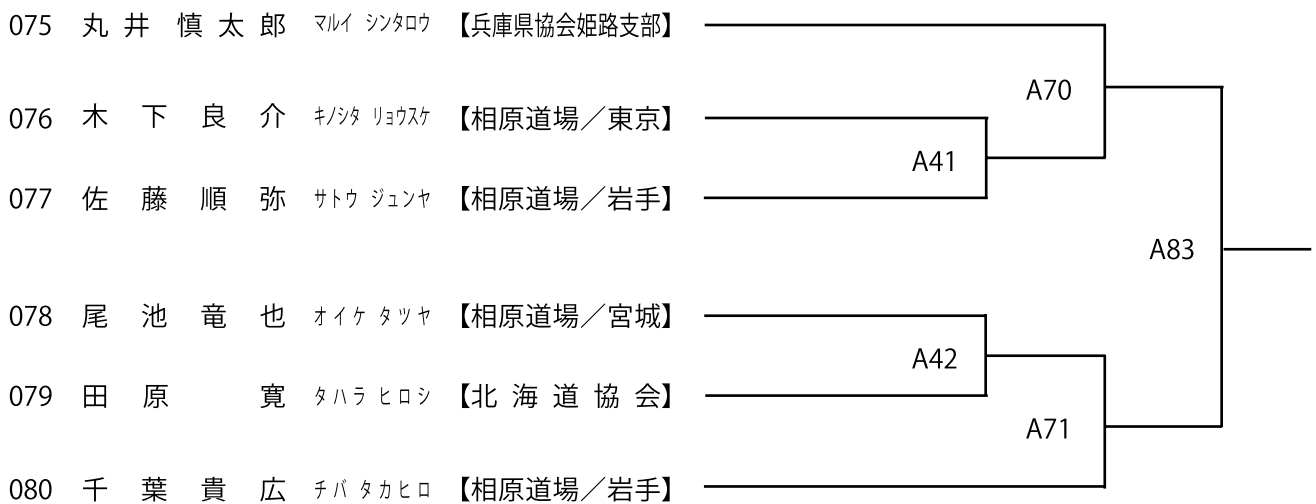 075 丸井 慎太郎 マルイ シンタロウ 【兵庫県協会姫路支部】
A70
076 木下良介 キノシタ リョウスケ 【相原道場／東京】
A41
077 佐藤順弥 サトウ ジュンヤ 【相原道場／岩手】
A83
078 尾池竜也 オイケ タツヤ 【相原道場／宮城】
A42
079 田原 寛 タハラ ヒロシ 【北海道協会】
A71
080 千葉貴広 チバ タカヒロ 【相原道場／岩手】